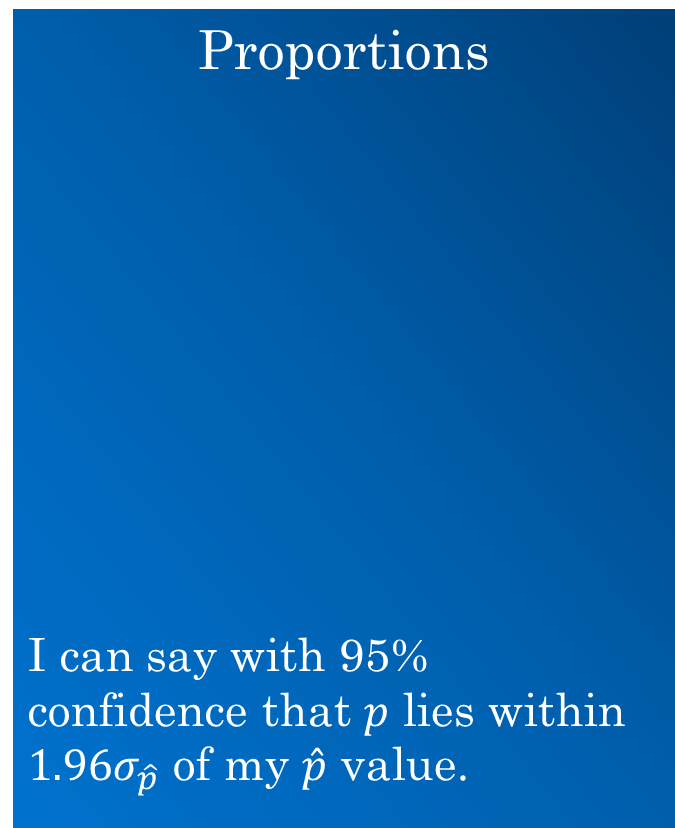 Proportions
I can say with 95%
confidence that p lies within
1.96σ_p̂ of my p̂ value.